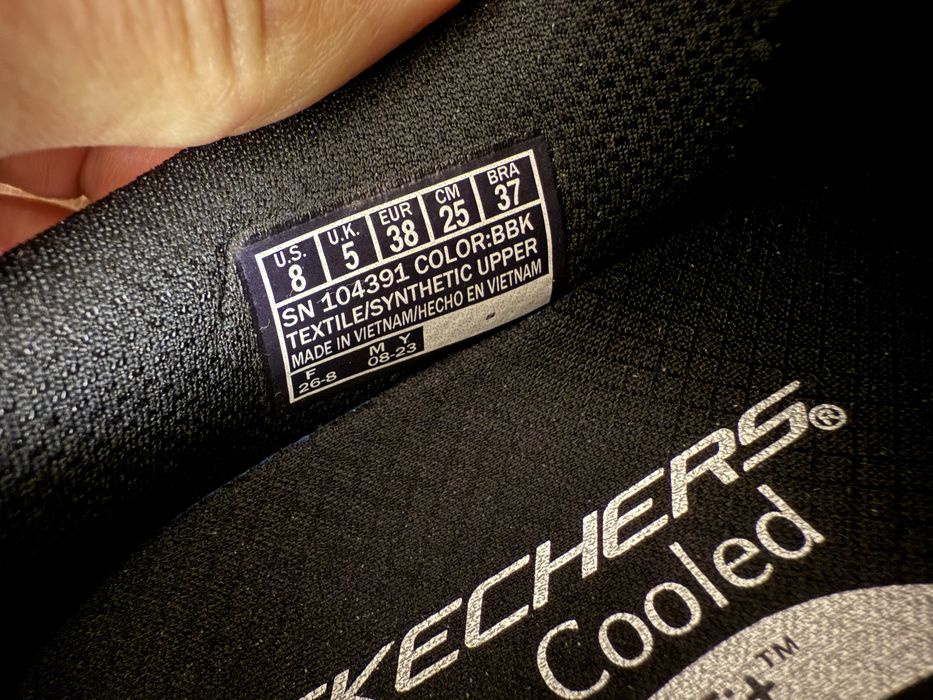 U.S. U.K. EUR CM BRA
8 5 38 25 37
SN 104391 COLOR:BBK
TEXTILE/SYNTHETIC UPPER
MADE IN VIETNAM/HECHO EN VIETNAM
F M Y
26-8 08-23
SKECHERS®
Cooled
™